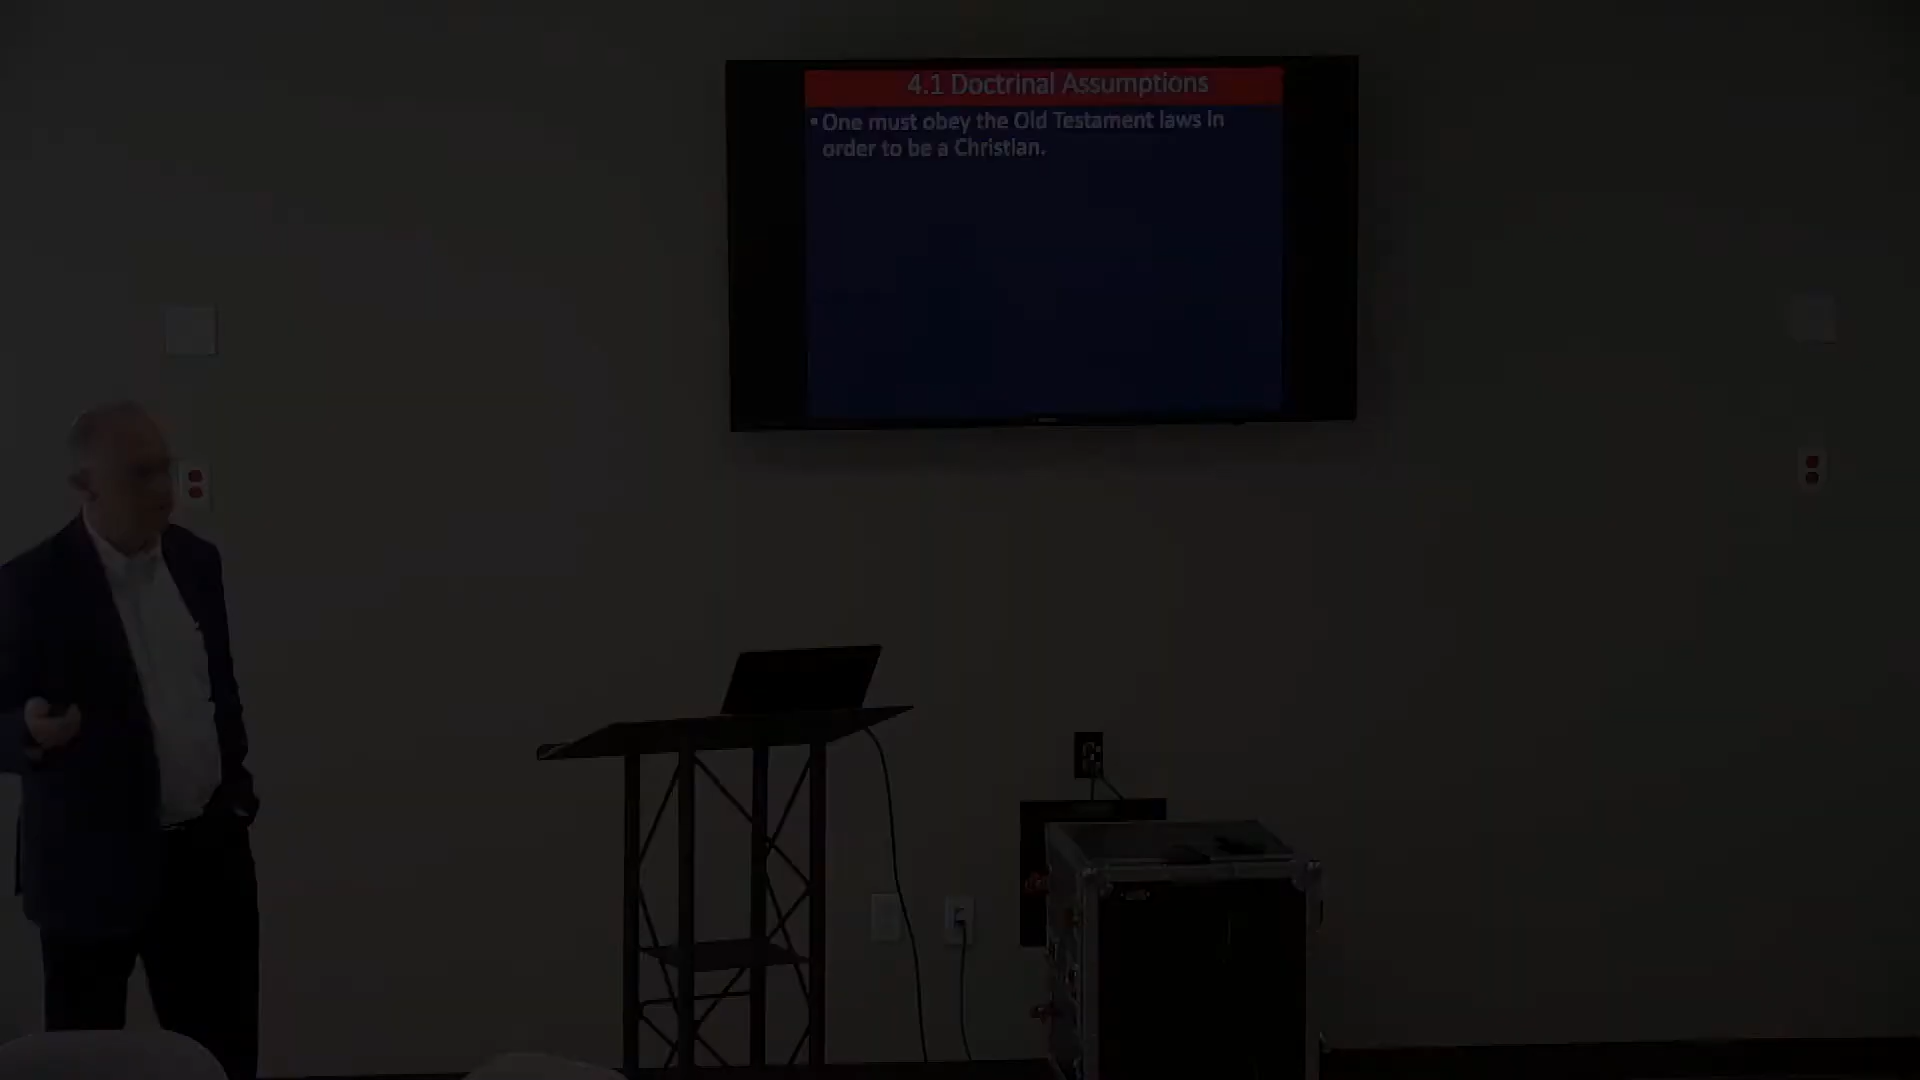 4.1 Doctrinal Assumptions
• One must obey the Old Testament laws in
order to be a Christian.